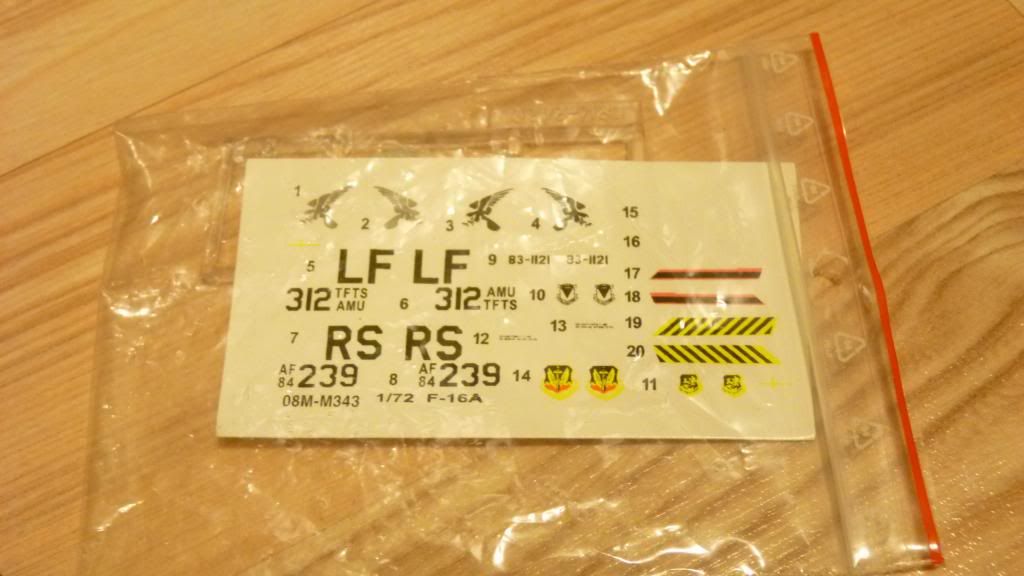 1 2 3 4 15
16
5 LF LF 9 83-1121 83-1121
17
312 TFTS AMU 6 312 AMU TFTS 10 18
7 RS RS 12 13 19
20
AF 84 239 8 AF 84 239 14 11
08M-M343 1/72 F-16A